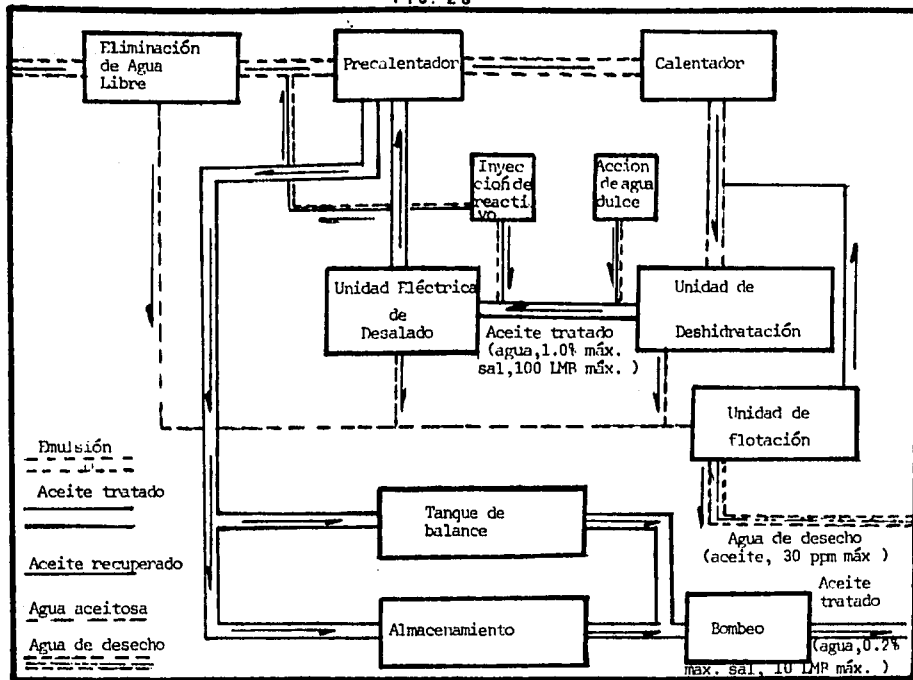 FIG. 28
Eliminación
de Agua
Libre
Precalentador
Calentador
Inyec
ción de
reacti
vo
Accion
de agua
dulce
Unidad Eléctrica
de
Desalado
Aceite tratado
(agua,1.0% máx.
sal,100 LMB máx. )
Unidad de
Deshidratación
Unidad de
flotación
Emulsión
Aceite tratado
Aceite recuperado
Agua aceitosa
Agua de desecho
Tanque de
balance
Almacenamiento
Agua de desecho
(aceite, 30 ppm máx )
Bombeo
Aceite
tratado
(agua,0.2%
máx. sal, 10 LMB máx. )